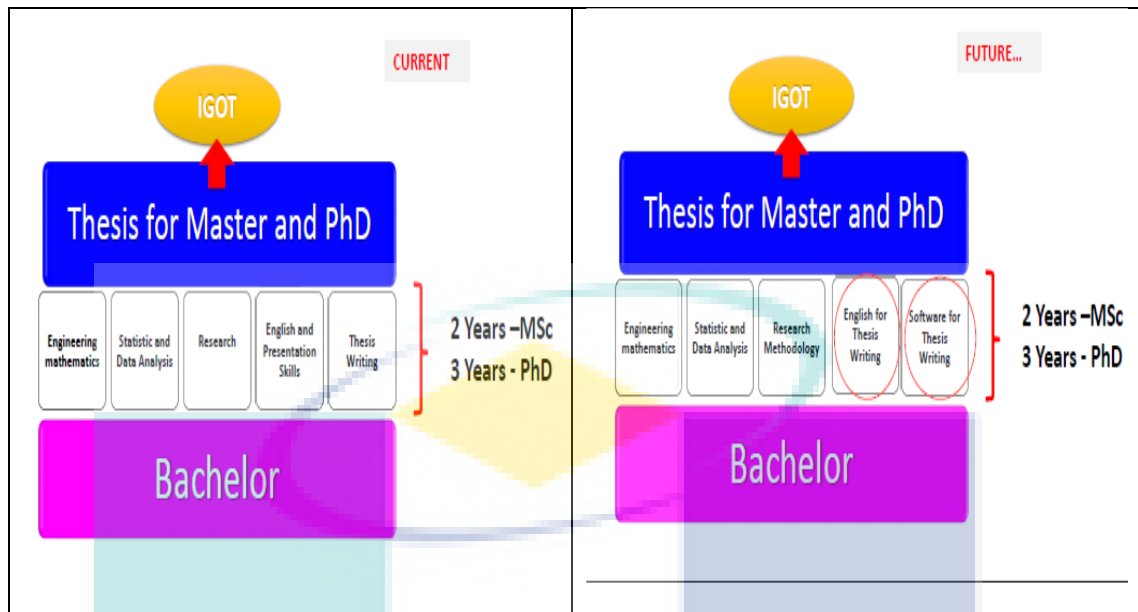 CURRENT
IGOT
Thesis for Master and PhD
Engineering
mathematics
Statistic and
Data Analysis
Research
English and
Presentation
Skills
Thesis
Writing
2 Years –MSc
3 Years - PhD
Bachelor
FUTURE...
IGOT
Thesis for Master and PhD
Engineering
mathematics
Statistic and
Data Analysis
Research
Methodology
English for
Thesis
Writing
Software for
Thesis
Writing
2 Years –MSc
3 Years - PhD
Bachelor